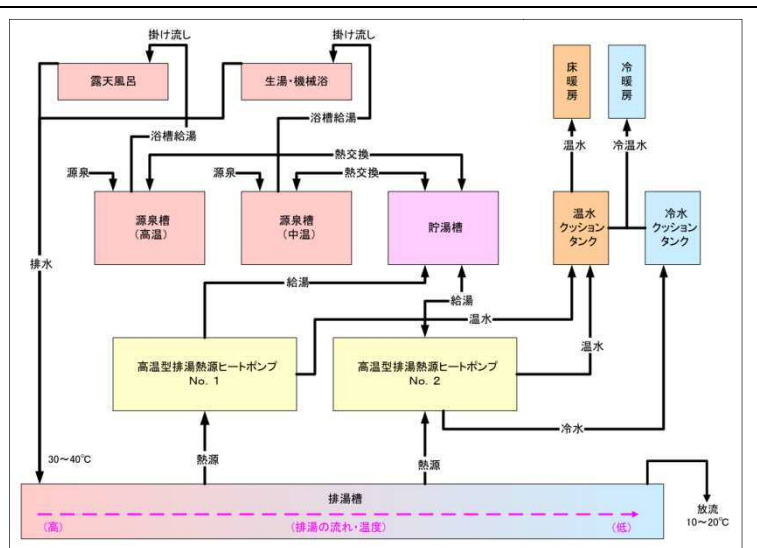 掛け流し
掛け流し
露天風呂
生湯・機械浴
床暖房
冷暖房
浴槽給湯
浴槽給湯
熱交換
温水
冷温水
源泉
源泉
熱交換
源泉槽
(高温)
源泉槽
(中温)
貯湯槽
温水
クッション
タンク
冷水
クッション
タンク
排水
給湯
給湯
温水
温水
高温型排湯熱源ヒートポンプ
No. 1
高温型排湯熱源ヒートポンプ
No. 2
冷水
30～40℃
熱源
熱源
排湯槽
(高)
(排湯の流れ・温度)
(低)
放流
10～20℃